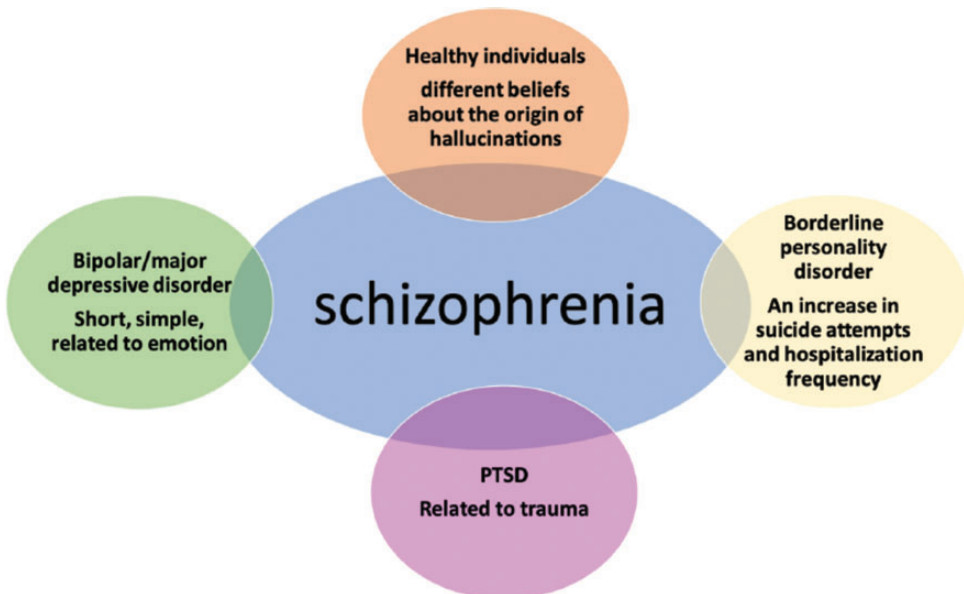 Healthy individuals
different beliefs
about the origin of
hallucinations
Bipolar/major
depressive disorder
Short, simple,
related to emotion
schizophrenia
Borderline
personality
disorder
An increase in
suicide attempts
and hospitalization
frequency
PTSD
Related to trauma